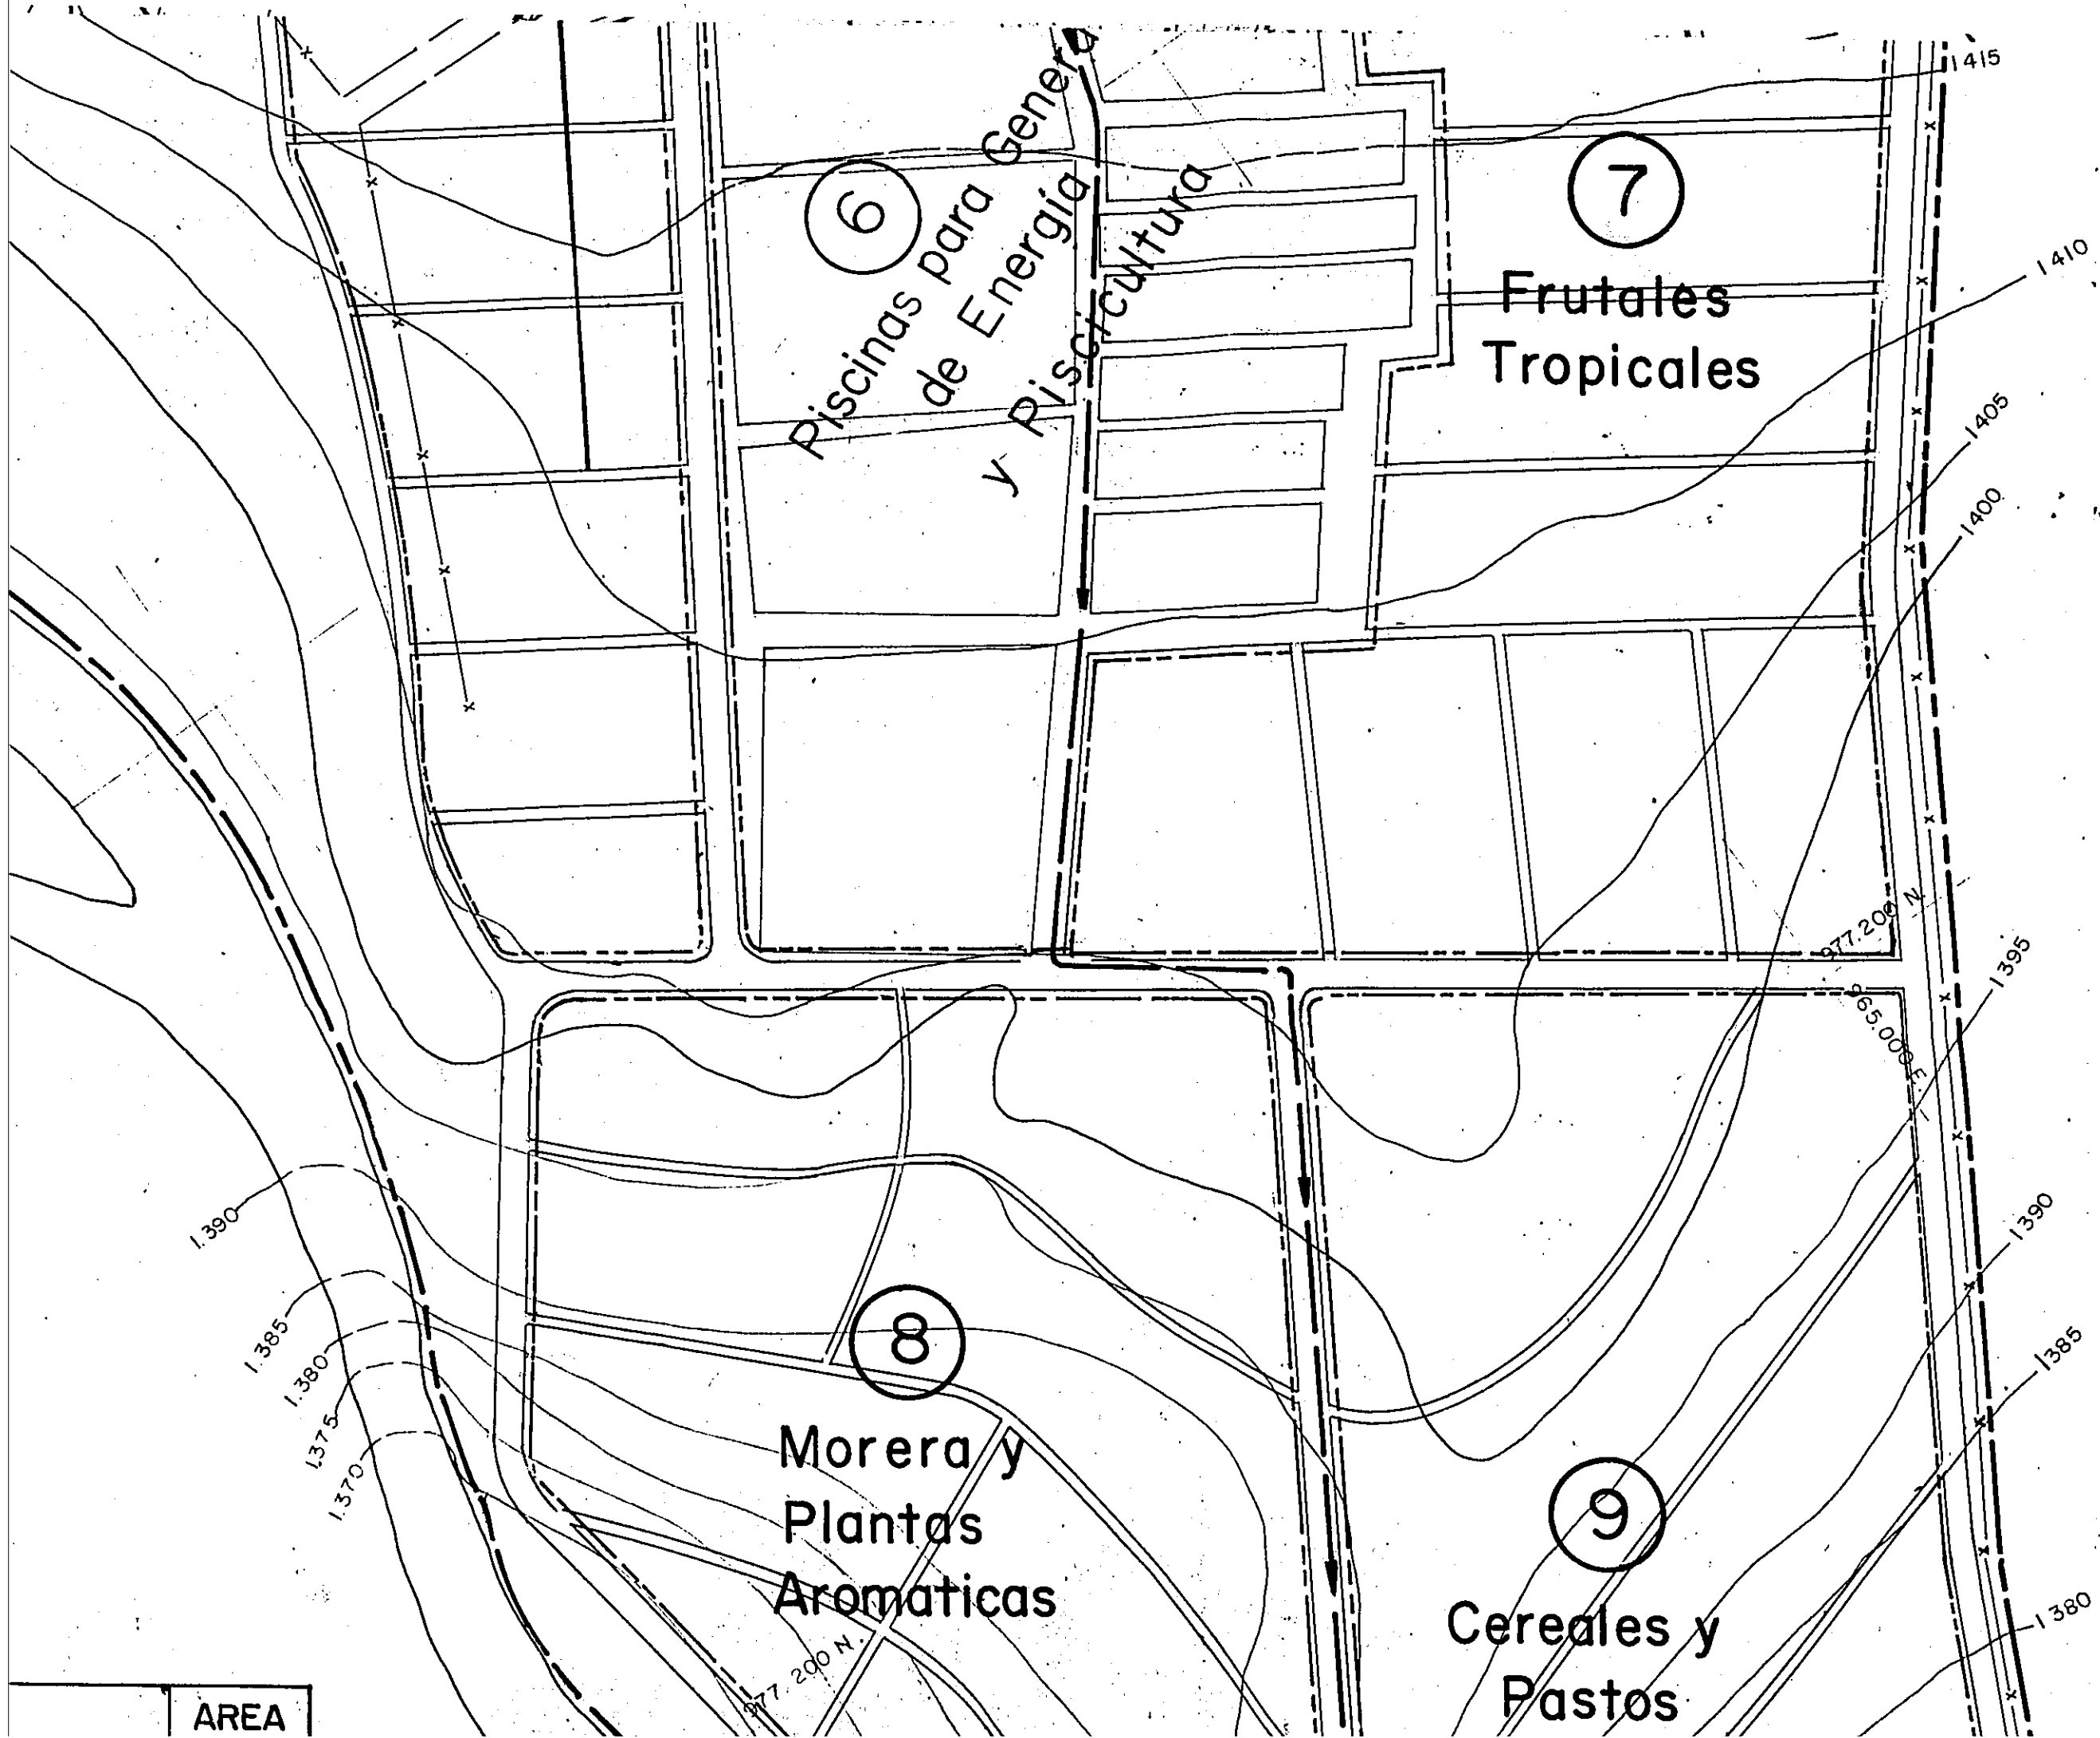 1415
6
Piscinas para Genera
de Energía
y Piscicultura
7
Frutales
Tropicales
1410
1405
1400
977.200 N.
965.000 E.
1395
1.390
1.385
1.380
1.375
1.370
8
Morera y
Plantas
Aromaticas
977 200 N.
9
Cereales y
Pastos
1390
1385
1380
AREA